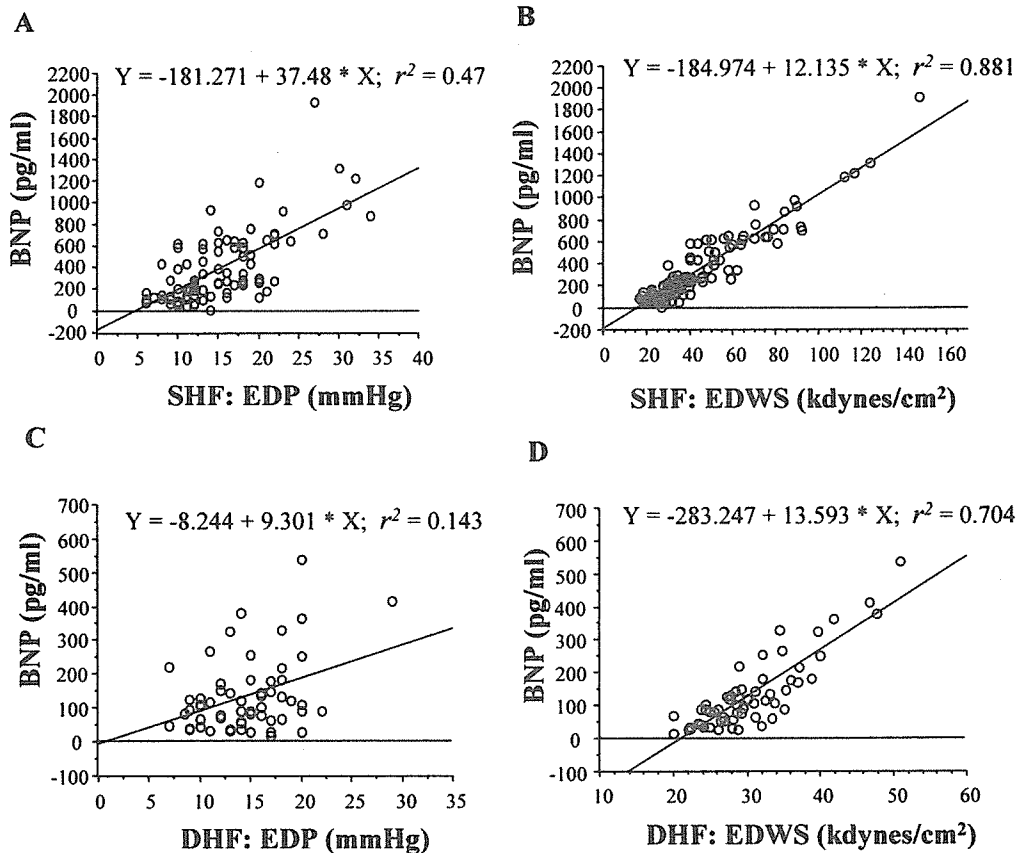 A
Y = -181.271 + 37.48 * X; r² = 0.47
2200
2000
1800
1600
1400
1200
1000
800
600
400
200
0
-200
BNP (pg/ml)
0 5 10 15 20 25 30 35 40
SHF: EDP (mmHg)
B
Y = -184.974 + 12.135 * X; r² = 0.881
2200
2000
1800
1600
1400
1200
1000
800
600
400
200
0
-200
BNP (pg/ml)
0 20 40 60 80 100 120 140 160
SHF: EDWS (kdynes/cm²)
C
Y = -8.244 + 9.301 * X; r² = 0.143
700
600
500
400
300
200
100
0
-100
BNP (pg/ml)
0 5 10 15 20 25 30 35
DHF: EDP (mmHg)
D
Y = -283.247 + 13.593 * X; r² = 0.704
700
600
500
400
300
200
100
0
-100
BNP (pg/ml)
10 20 30 40 50 60
DHF: EDWS (kdynes/cm²)